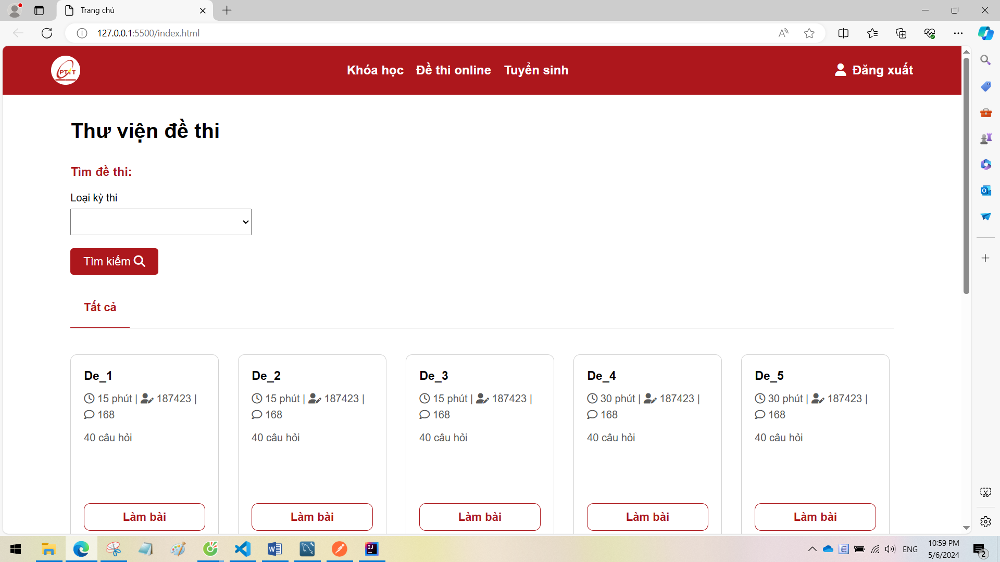 Trang chủ
127.0.0.1:5500/index.html
PTIT
Khóa học Đề thi online Tuyển sinh
Đăng xuất
Thư viện đề thi
Tìm đề thi:
Loại kỳ thi
Tìm kiếm
Tất cả
De_1
15 phút | 187423 |
168
40 câu hỏi
Làm bài
De_2
15 phút | 187423 |
168
40 câu hỏi
Làm bài
De_3
15 phút | 187423 |
168
40 câu hỏi
Làm bài
De_4
30 phút | 187423 |
168
40 câu hỏi
Làm bài
De_5
30 phút | 187423 |
168
40 câu hỏi
Làm bài
ENG
10:59 PM
5/6/2024
2